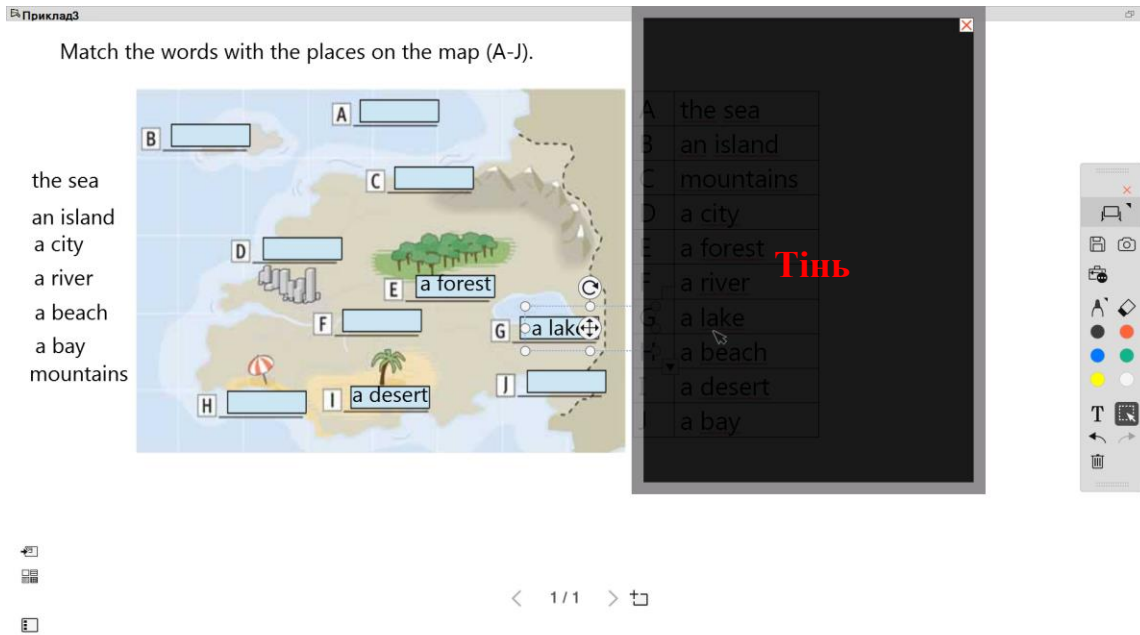 Приклад3
Match the words with the places on the map (A-J).
A
B
C
D
E a forest
F
G a lake
H
I a desert
J
the sea
an island
a city
a river
a beach
a bay
mountains
A the sea
B an island
C mountains
D a city
E a forest
F a river
G a lake
H a beach
I a desert
J a bay
Тінь
T
1 / 1